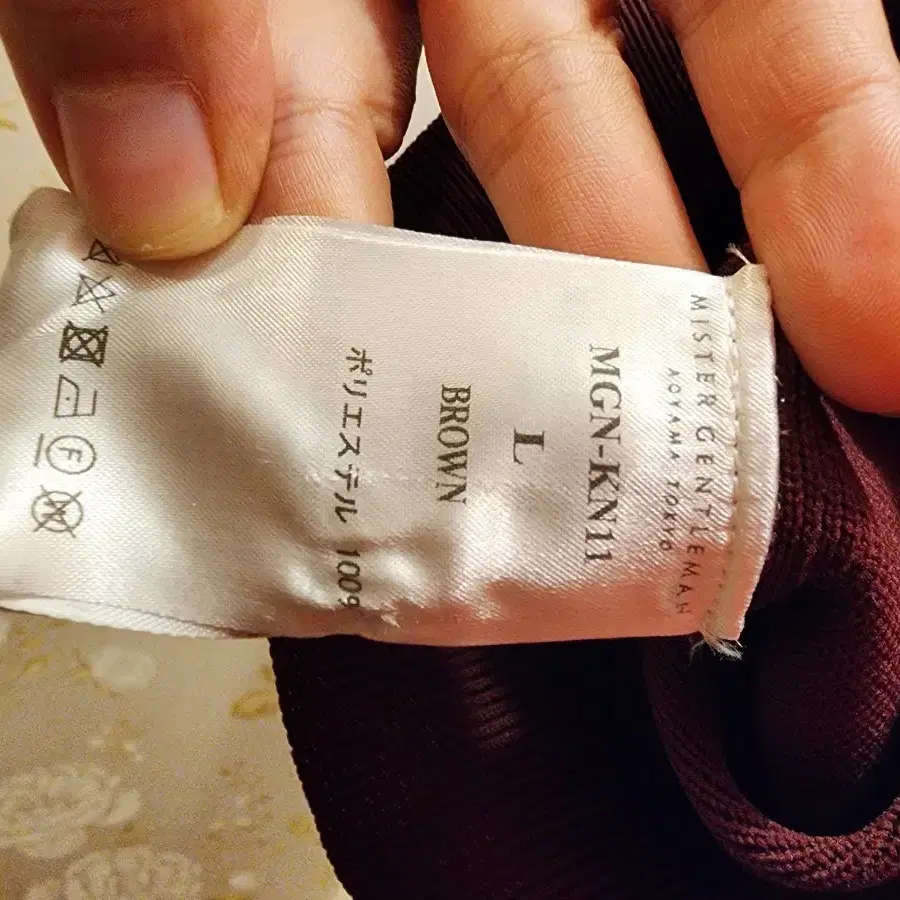 MISTER GENTLEMAN
AOYAMA TOKYO
MGN-KN11
L
BROWN
ポリエステル 100%
F